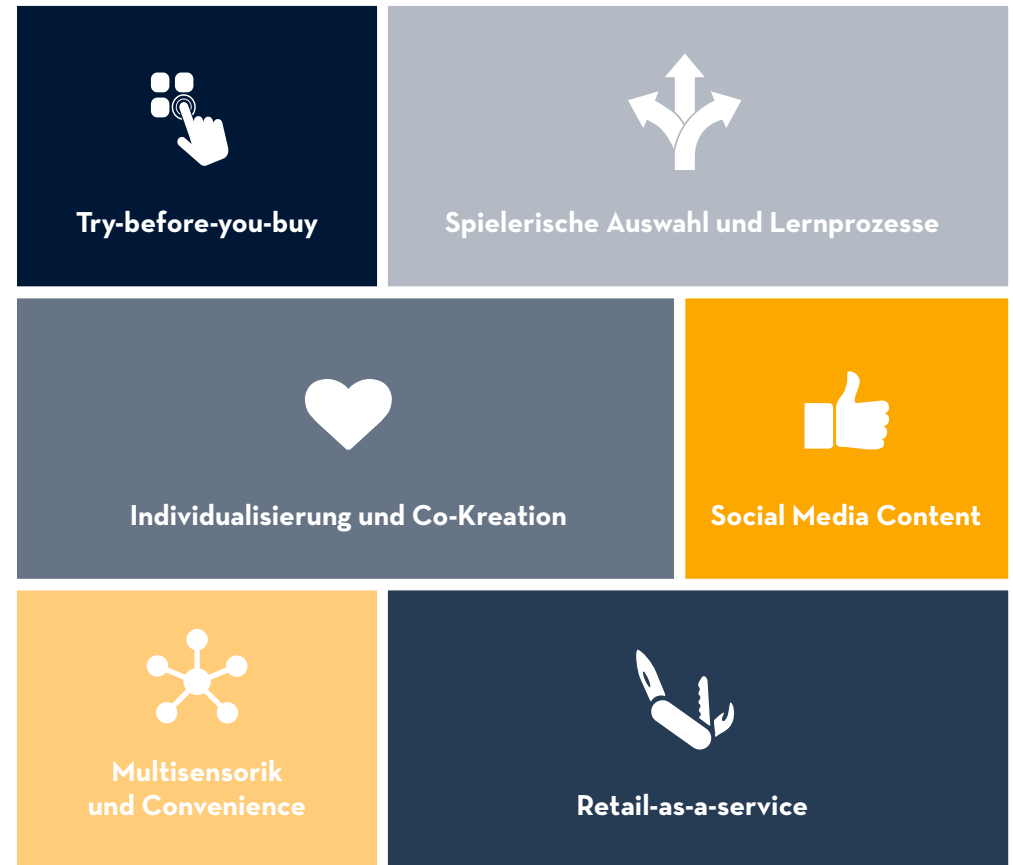 Try-before-you-buy
Spielerische Auswahl und Lernprozesse
Individualisierung und Co-Kreation
Social Media Content
Multisensorik
und Convenience
Retail-as-a-service